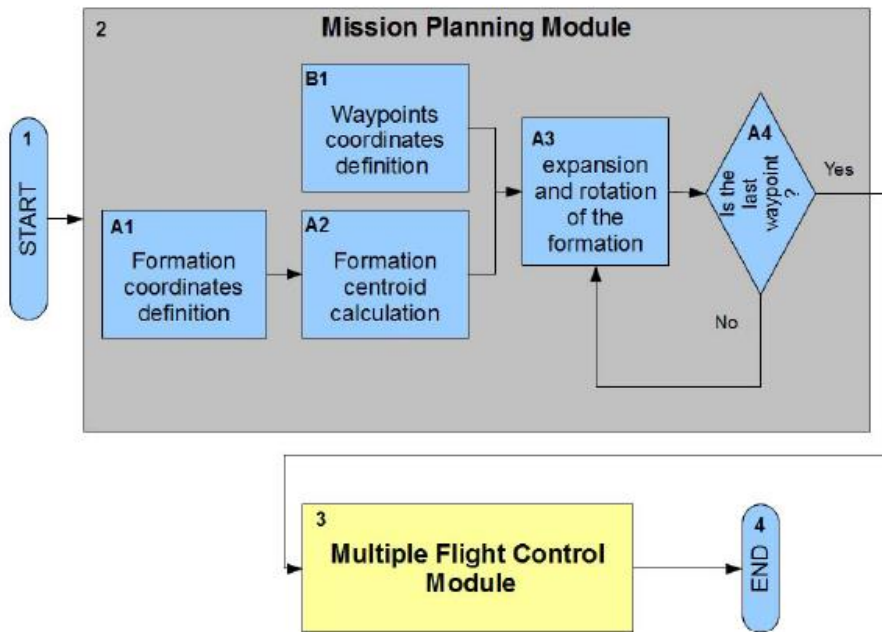 2
Mission Planning Module
1
START
B1
Waypoints
coordinates
definition
A1
Formation
coordinates
definition
A2
Formation
centroid
calculation
A3
expansion
and rotation
of the
formation
A4
Is the
last
waypoint
?
Yes
No
3
Multiple Flight Control
Module
4
END